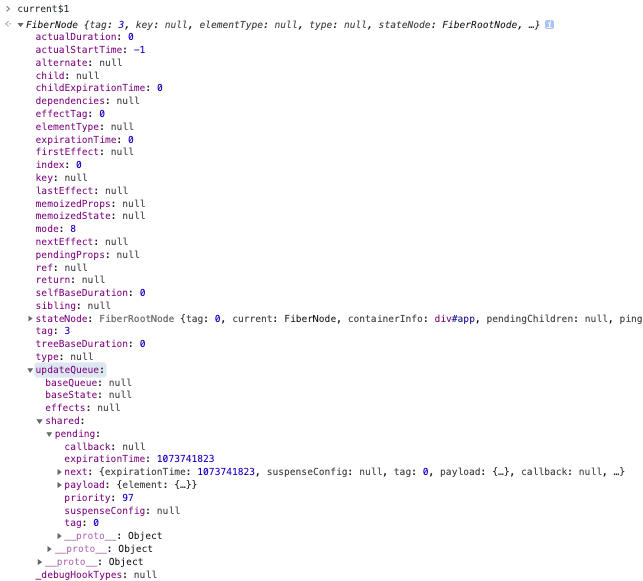 current$1
FiberNode {tag: 3, key: null, elementType: null, type: null, stateNode: FiberRootNode, …} i
actualDuration: 0
actualStartTime: -1
alternate: null
child: null
childExpirationTime: 0
dependencies: null
effectTag: 0
elementType: null
expirationTime: 0
firstEffect: null
index: 0
key: null
lastEffect: null
memoizedProps: null
memoizedState: null
mode: 8
nextEffect: null
pendingProps: null
ref: null
return: null
selfBaseDuration: 0
sibling: null
stateNode: FiberRootNode {tag: 0, current: FiberNode, containerInfo: div#app, pendingChildren: null, ping
tag: 3
treeBaseDuration: 0
type: null
updateQueue:
baseQueue: null
baseState: null
effects: null
shared:
pending:
callback: null
expirationTime: 1073741823
next: {expirationTime: 1073741823, suspenseConfig: null, tag: 0, payload: {…}, callback: null, …}
payload: {element: {…}}
priority: 97
suspenseConfig: null
tag: 0
__proto__: Object
__proto__: Object
__proto__: Object
_debugHookTypes: null